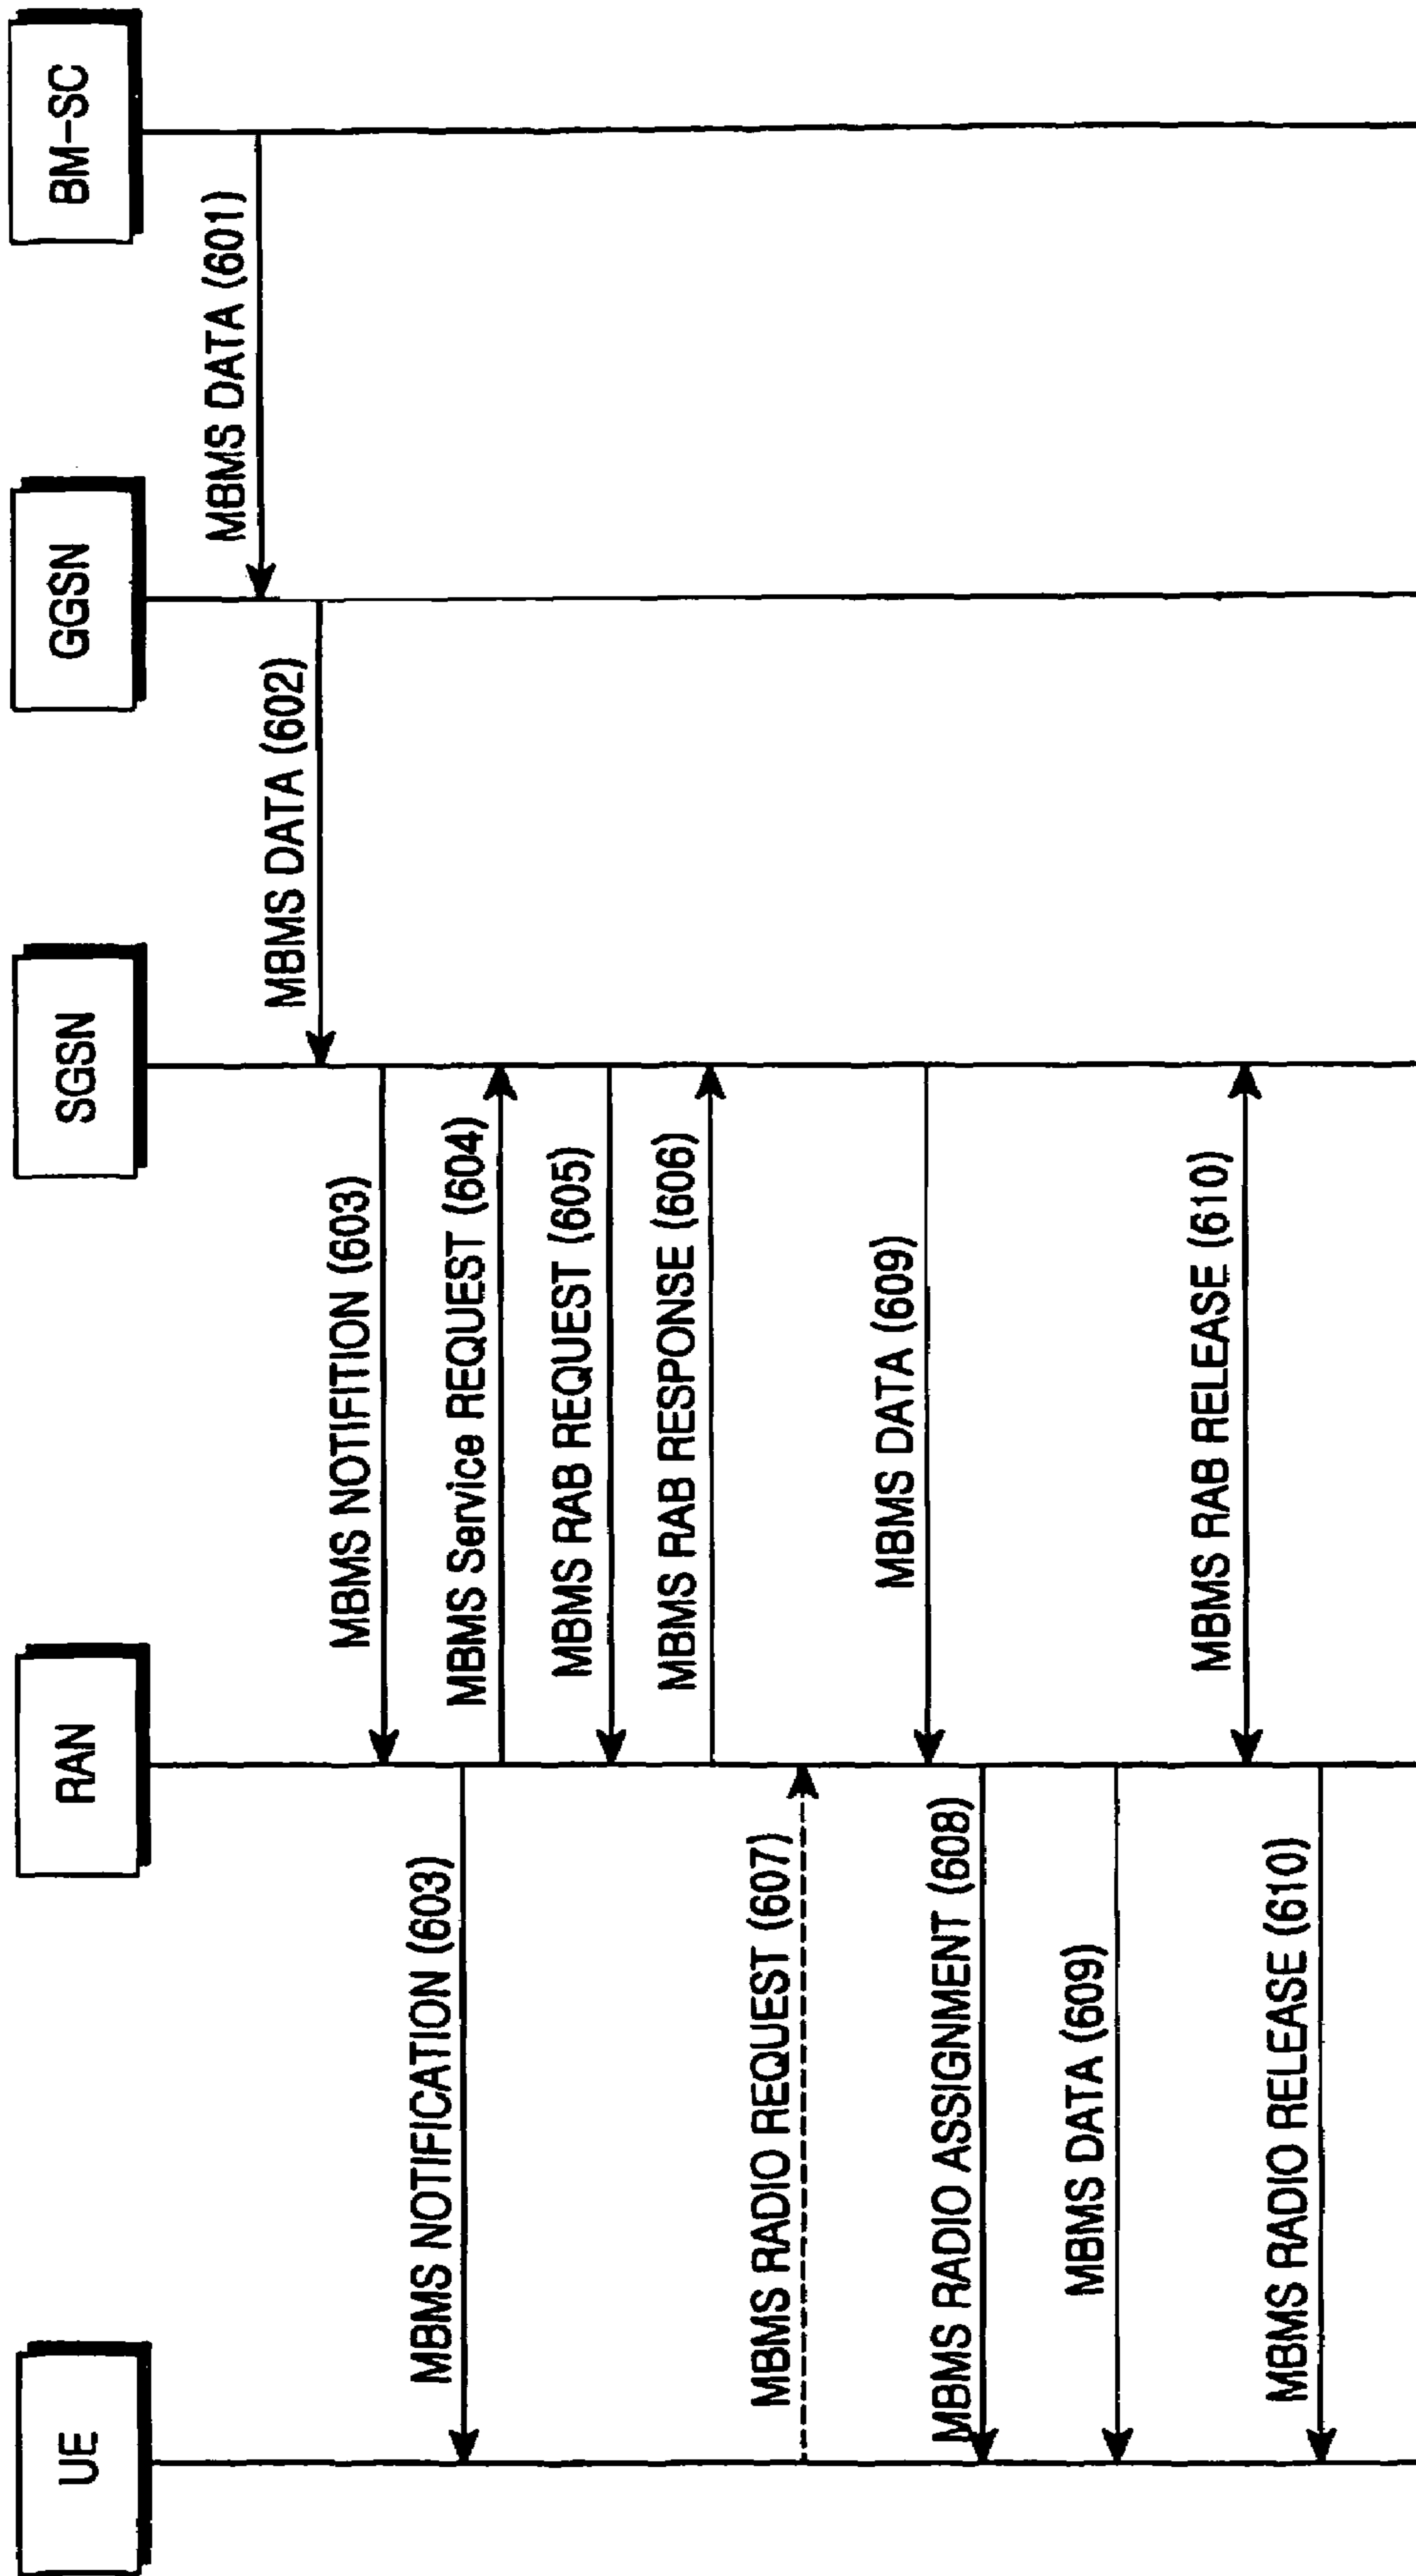 UE
RAN
SGSN
GGSN
BM-SC
MBMS DATA (601)
MBMS DATA (602)
MBMS NOTIFITION (603)
MBMS NOTIFICATION (603)
MBMS Service REQUEST (604)
MBMS RAB REQUEST (605)
MBMS RAB RESPONSE (606)
MBMS RADIO REQUEST (607)
MBMS DATA (609)
MBMS RADIO ASSIGNMENT (608)
MBMS DATA (609)
MBMS RAB RELEASE (610)
MBMS RADIO RELEASE (610)